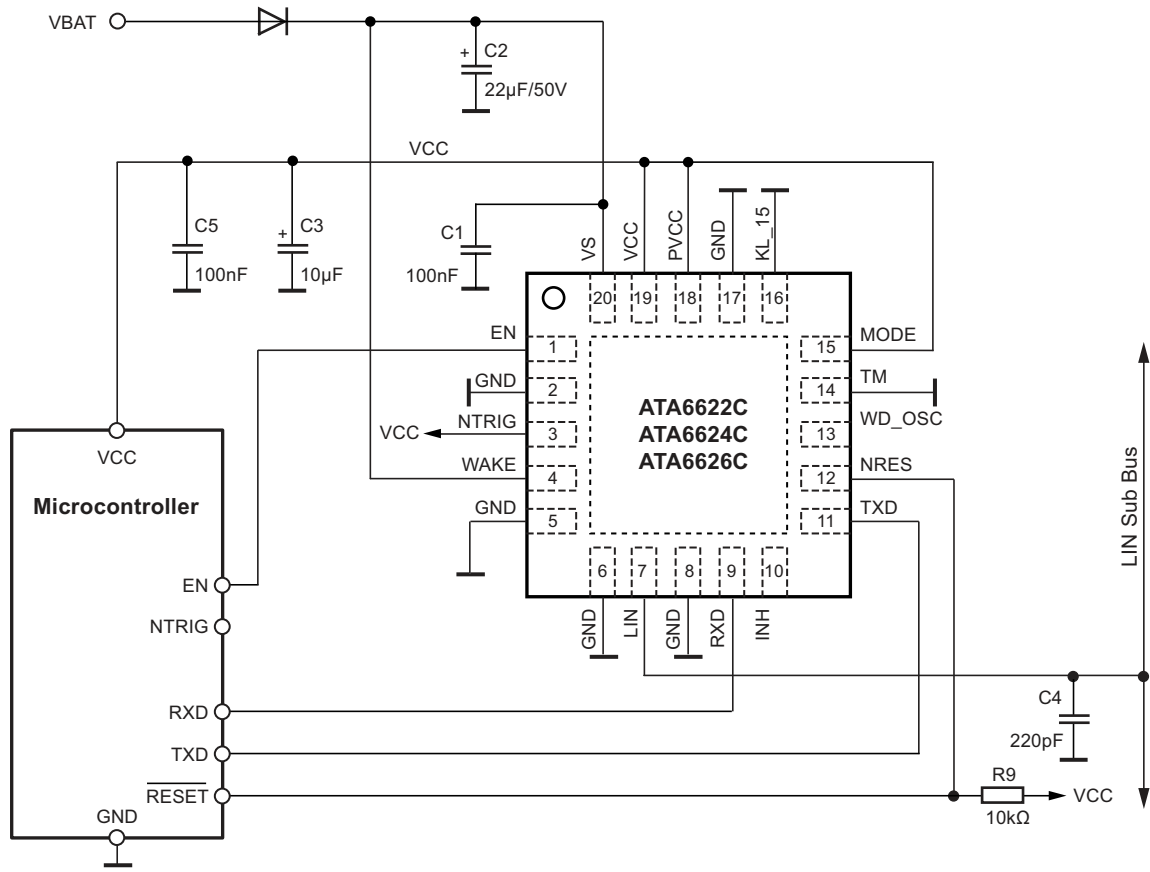 VBAT
+
C2
22µF/50V
VCC
C5
100nF
+
C3
10µF
C1
100nF
VS
VCC
PVCC
GND
KL_15
20
19
18
17
16
EN
1
GND
2
VCC
NTRIG
3
WAKE
4
GND
5
ATA6622C
ATA6624C
ATA6626C
15
MODE
14
TM
13
WD_OSC
12
NRES
11
TXD
6
7
8
9
10
GND
LIN
GND
RXD
INH
LIN Sub Bus
VCC
Microcontroller
EN
NTRIG
RXD
TXD
RESET
GND
C4
220pF
R9
10kΩ
VCC